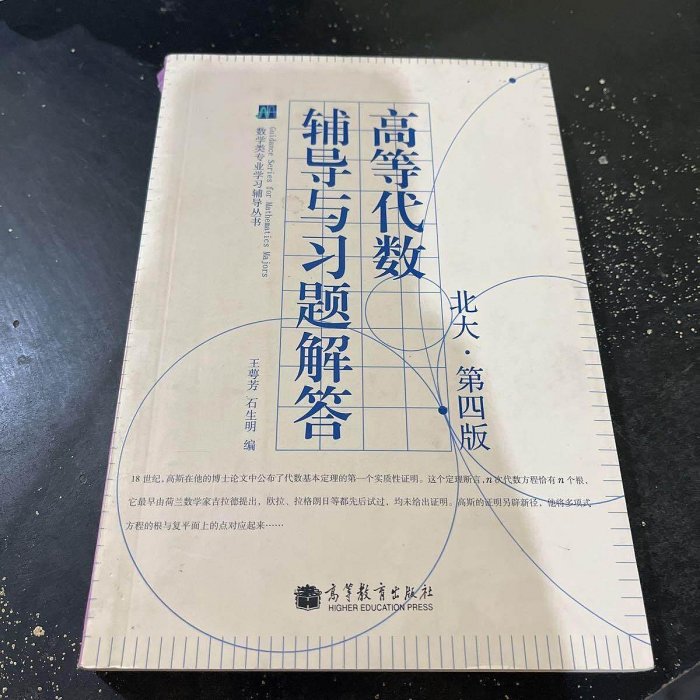 高等代数
辅导与习题解答
北大·第四版
Guidance Series for Mathematics Majors
数学类专业学习辅导丛书
王萼芳 石生明 编
18 世纪，高斯在他的博士论文中公布了代数基本定理的第一个实质性证明。这个定理断言，n 次代数方程恰有 n 个根，
它最早由荷兰数学家吉拉德提出，欧拉、拉格朗日等都先后试过，均未给出证明。高斯的证明另辟新径，他将多项式
方程的根与复平面上的点对应起来……
高等教育出版社
HIGHER EDUCATION PRESS